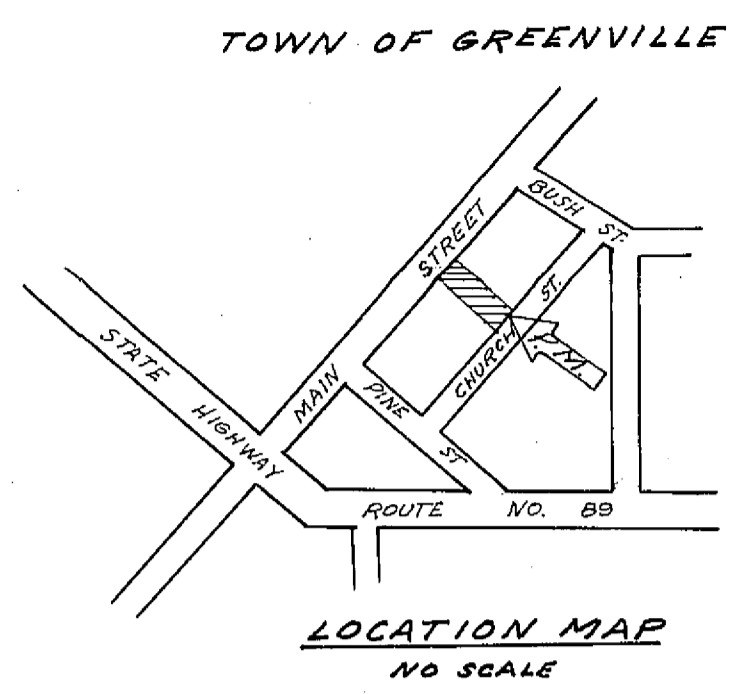 TOWN OF GREENVILLE
BUSH ST.
MAIN STREET
CHURCH ST.
P.M.
STATE HIGHWAY
PINE ST
ROUTE NO. 89
LOCATION MAP
NO SCALE